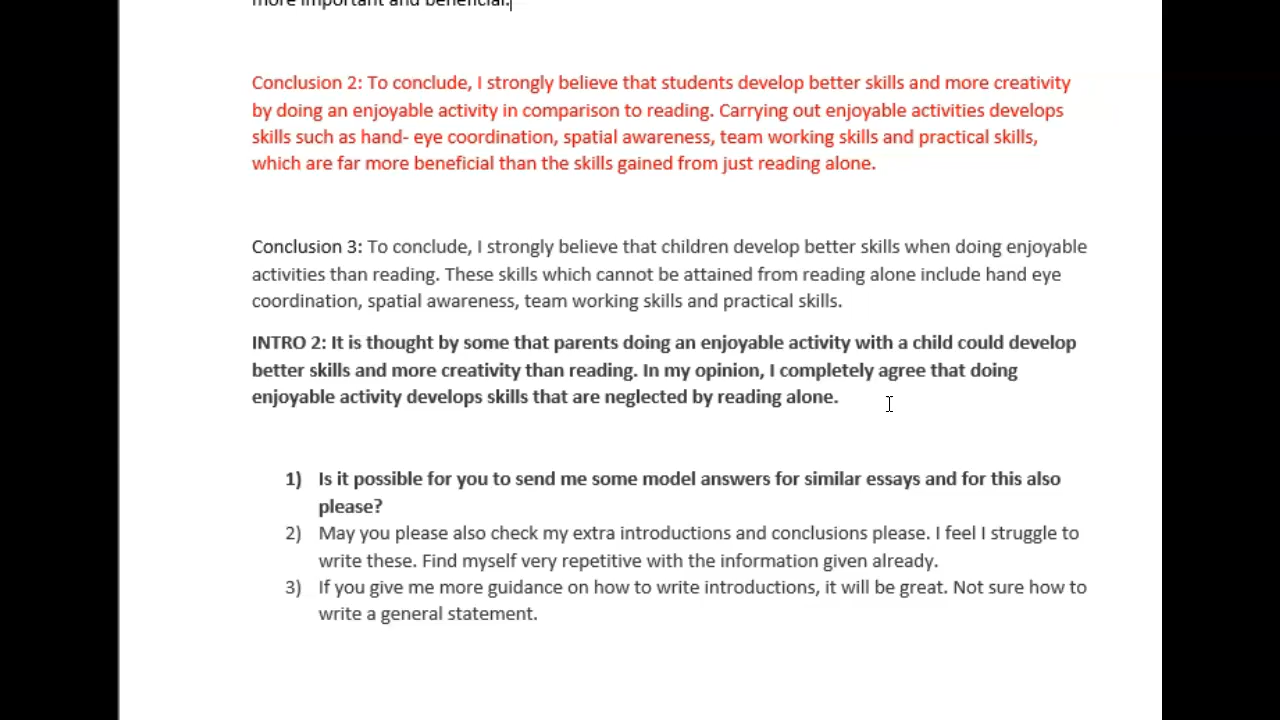 more important and beneficial.
Conclusion 2: To conclude, I strongly believe that students develop better skills and more creativity
by doing an enjoyable activity in comparison to reading. Carrying out enjoyable activities develops
skills such as hand- eye coordination, spatial awareness, team working skills and practical skills,
which are far more beneficial than the skills gained from just reading alone.
Conclusion 3: To conclude, I strongly believe that children develop better skills when doing enjoyable
activities than reading. These skills which cannot be attained from reading alone include hand eye
coordination, spatial awareness, team working skills and practical skills.
INTRO 2: It is thought by some that parents doing an enjoyable activity with a child could develop
better skills and more creativity than reading. In my opinion, I completely agree that doing
enjoyable activity develops skills that are neglected by reading alone.
1) Is it possible for you to send me some model answers for similar essays and for this also
please?
2) May you please also check my extra introductions and conclusions please. I feel I struggle to
write these. Find myself very repetitive with the information given already.
3) If you give me more guidance on how to write introductions, it will be great. Not sure how to
write a general statement.